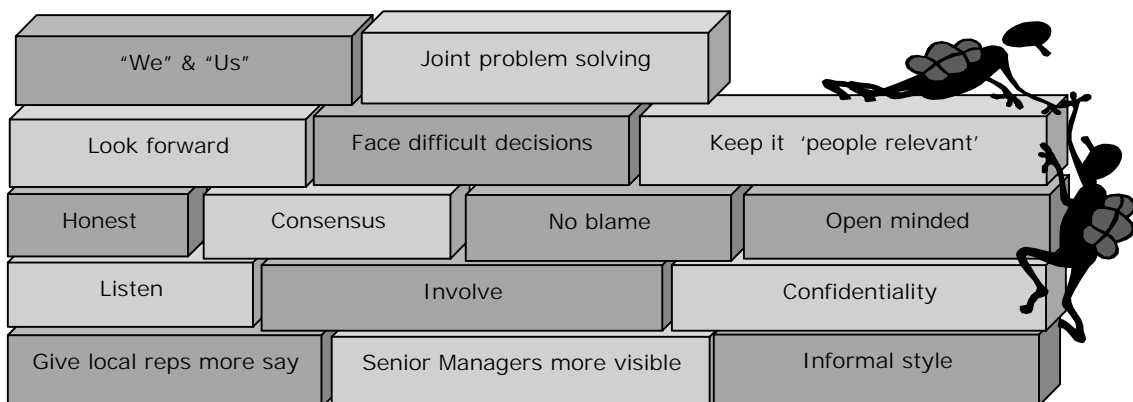 “We” & “Us”
Joint problem solving
Look forward
Face difficult decisions
Keep it ‘people relevant’
Honest
Consensus
No blame
Open minded
Listen
Involve
Confidentiality
Give local reps more say
Senior Managers more visible
Informal style